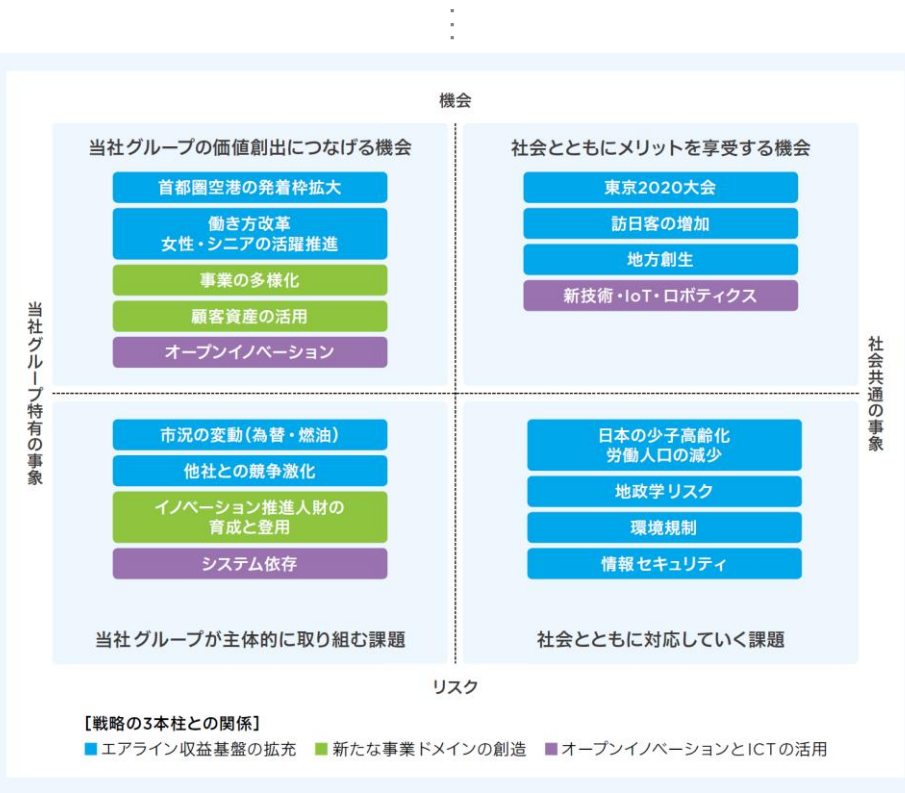 機会
当社グループの価値創出につなげる機会
首都圏空港の発着枠拡大
働き方改革
女性・シニアの活躍推進
事業の多様化
顧客資産の活用
オープンイノベーション
社会とともにメリットを享受する機会
東京2020大会
訪日客の増加
地方創生
新技術・IoT・ロボティクス
当社グループ特有の事象
社会共通の事象
市況の変動(為替・燃油)
他社との競争激化
イノベーション推進人財の
育成と登用
システム依存
当社グループが主体的に取り組む課題
日本の少子高齢化
労働人口の減少
地政学リスク
環境規制
情報セキュリティ
社会とともに対応していく課題
リスク
[戦略の3本柱との関係]
エアライン収益基盤の拡充 新たな事業ドメインの創造 オープンイノベーションとICTの活用